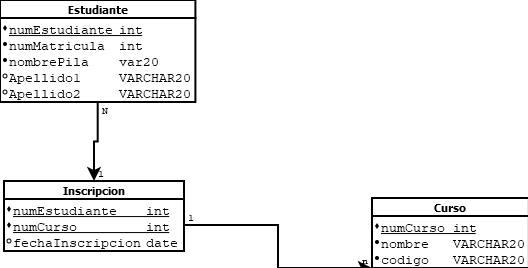 Estudiante
numEstudiante int
numMatricula int
nombrePila var20
Apellido1 VARCHAR20
Apellido2 VARCHAR20
N
1
Inscripcion
numEstudiante int
numCurso int
fechaInscripcion date
1
n
Curso
numCurso int
nombre VARCHAR20
codigo VARCHAR20